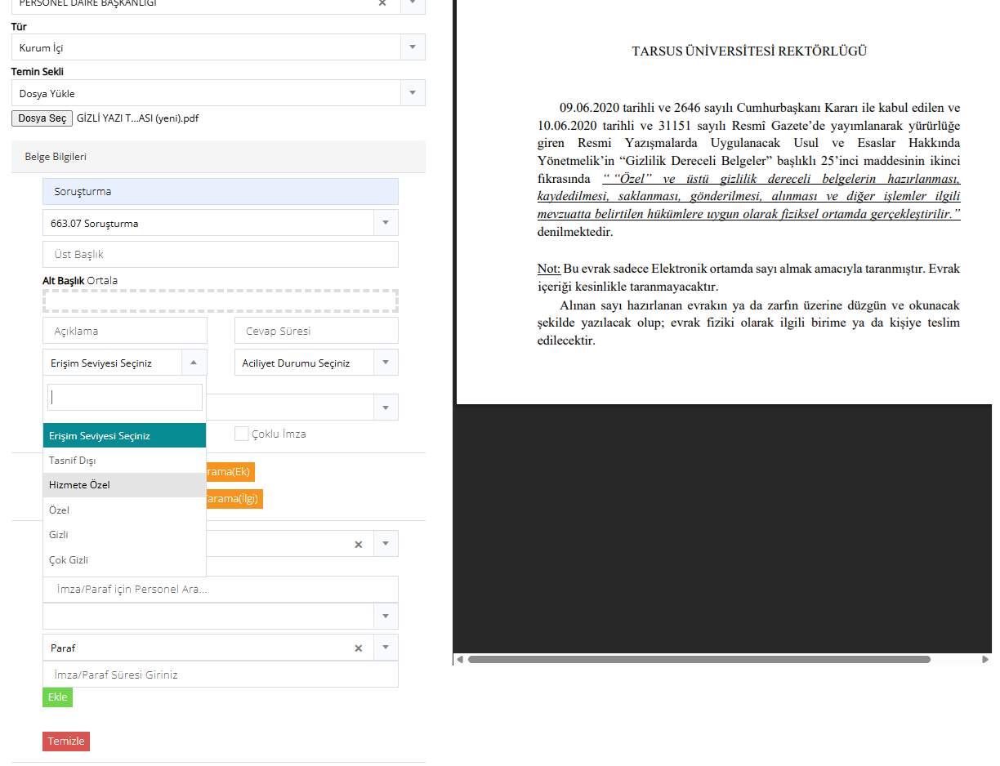 PERSONEL DAİRE BAŞKANLIĞI
Tür
Kurum İçi
Temin Sekli
Dosya Yükle
Dosya Seç GİZLİ YAZI T...ASI (yeni).pdf
Belge Bilgileri
Soruşturma
663.07 Soruşturma
Üst Başlık
Alt Başlık Ortala
Açıklama Cevap Süresi
Erişim Seviyesi Seçiniz Aciliyet Durumu Seçiniz
Erişim Seviyesi Seçiniz
Çoklu İmza
Tasnif Dışı
rama(Ek)
Hizmete Özel
arama(İlgi)
Özel
Gizli
Çok Gizli
İmza/Paraf için Personel Ara...
Paraf
İmza/Paraf Süresi Giriniz
Ekle
Temizle
TARSUS ÜNİVERSİTESİ REKTÖRLÜGÜ
09.06.2020 tarihli ve 2646 sayılı Cumhurbaşkanı Kararı ile kabul edilen ve
10.06.2020 tarihli ve 31151 sayılı Resmî Gazete’de yayımlanarak yürürlüğe
giren Resmi Yazışmalarda Uygulanacak Usul ve Esaslar Hakkında
Yönetmelik’in “Gizlilik Dereceli Belgeler” başlıklı 25’inci maddesinin ikinci
fıkrasında “ “Özel” ve üstü gizlilik dereceli belgelerin hazırlanması,
kaydedilmesi, saklanması, gönderilmesi, alınması ve diğer işlemler ilgili
mevzuatta belirtilen hükümlere uygun olarak fiziksel ortamda gerçekleştirilir.”
denilmektedir.
Not: Bu evrak sadece Elektronik ortamda sayı almak amacıyla taranmıştır. Evrak
içeriği kesinlikle taranmayacaktır.
Alınan sayı hazırlanan evrakın ya da zarfın üzerine düzgün ve okunacak
şekilde yazılacak olup; evrak fiziki olarak ilgili birime ya da kişiye teslim
edilecektir.